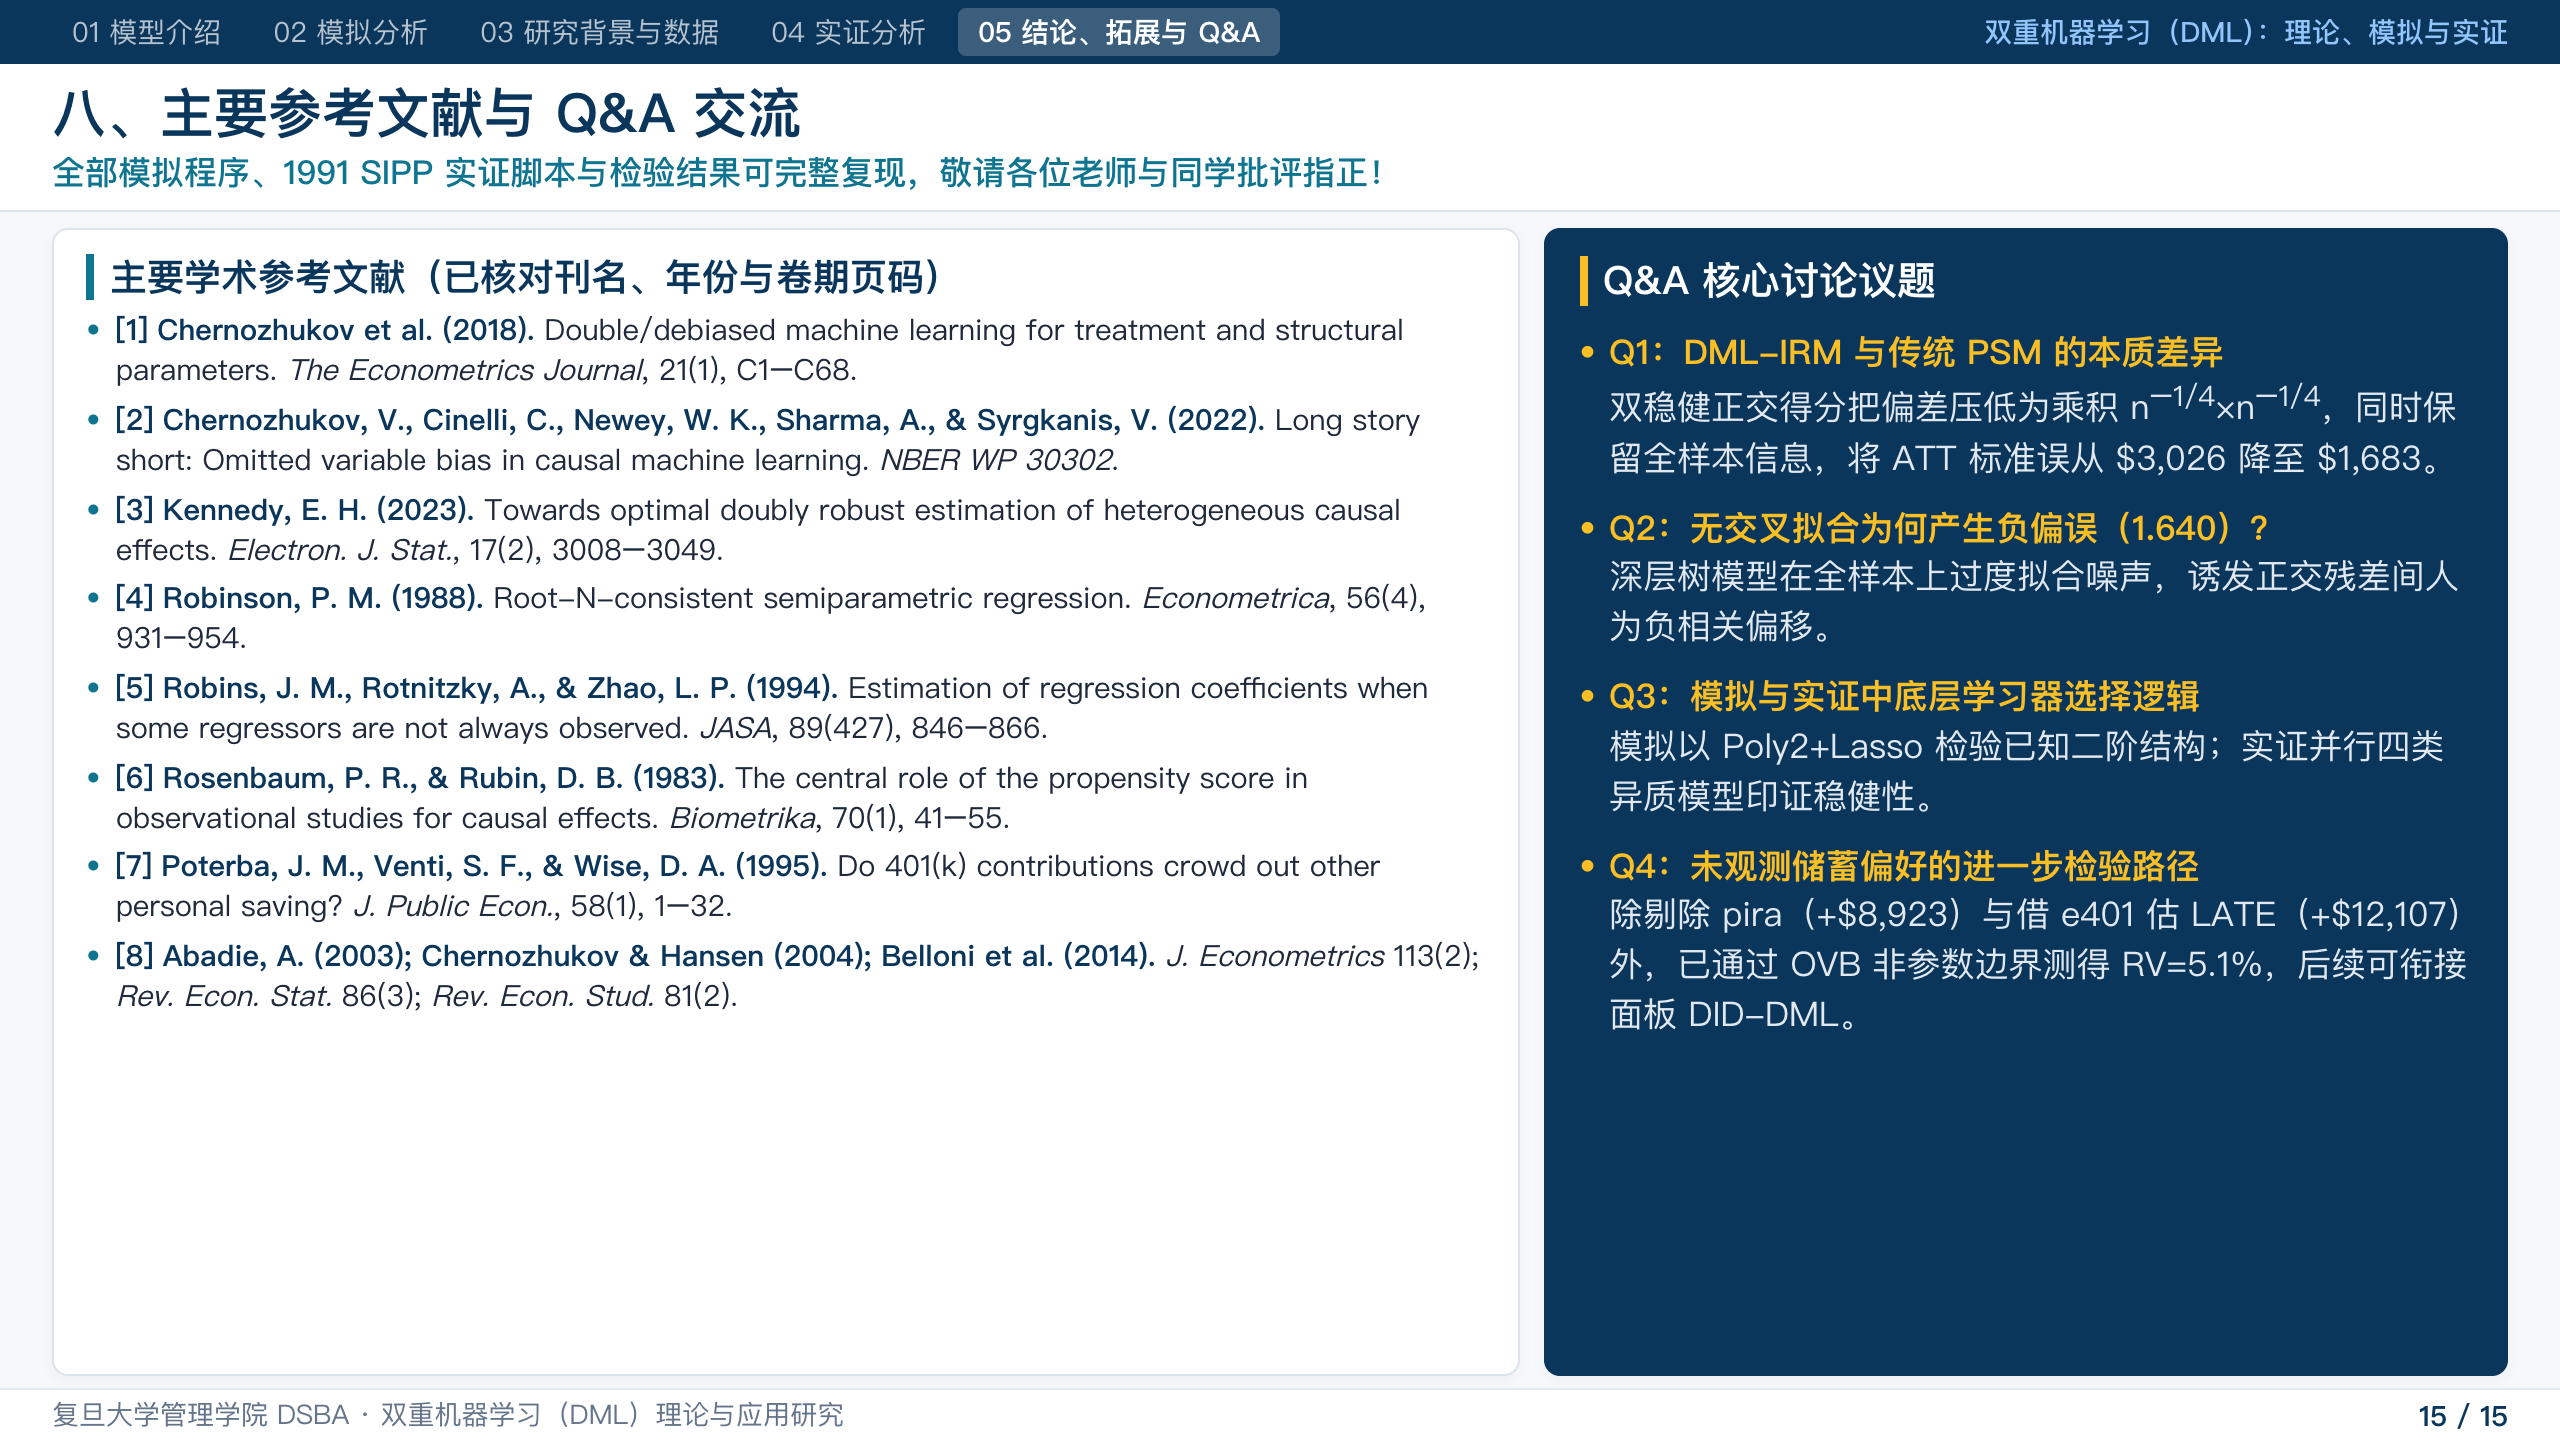 01 模型介绍 02 模拟分析 03 研究背景与数据 04 实证分析 05 结论、拓展与 Q&A 双重机器学习（DML）：理论、模拟与实证
八、主要参考文献与 Q&A 交流
全部模拟程序、1991 SIPP 实证脚本与检验结果可完整复现，敬请各位老师与同学批评指正！
主要学术参考文献（已核对刊名、年份与卷期页码）
• [1] Chernozhukov et al. (2018). Double/debiased machine learning for treatment and structural
parameters. The Econometrics Journal, 21(1), C1–C68.
• [2] Chernozhukov, V., Cinelli, C., Newey, W. K., Sharma, A., & Syrgkanis, V. (2022). Long story
short: Omitted variable bias in causal machine learning. NBER WP 30302.
• [3] Kennedy, E. H. (2023). Towards optimal doubly robust estimation of heterogeneous causal
effects. Electron. J. Stat., 17(2), 3008–3049.
• [4] Robinson, P. M. (1988). Root-N-consistent semiparametric regression. Econometrica, 56(4),
931–954.
• [5] Robins, J. M., Rotnitzky, A., & Zhao, L. P. (1994). Estimation of regression coefficients when
some regressors are not always observed. JASA, 89(427), 846–866.
• [6] Rosenbaum, P. R., & Rubin, D. B. (1983). The central role of the propensity score in
observational studies for causal effects. Biometrika, 70(1), 41–55.
• [7] Poterba, J. M., Venti, S. F., & Wise, D. A. (1995). Do 401(k) contributions crowd out other
personal saving? J. Public Econ., 58(1), 1–32.
• [8] Abadie, A. (2003); Chernozhukov & Hansen (2004); Belloni et al. (2014). J. Econometrics 113(2);
Rev. Econ. Stat. 86(3); Rev. Econ. Stud. 81(2).
Q&A 核心讨论议题
• Q1：DML-IRM 与传统 PSM 的本质差异
双稳健正交得分把偏差压低为乘积 n⁻¹/⁴×n⁻¹/⁴，同时保
留全样本信息，将 ATT 标准误从 $3,026 降至 $1,683。
• Q2：无交叉拟合为何产生负偏误（1.640）？
深层树模型在全样本上过度拟合噪声，诱发正交残差间人
为负相关偏移。
• Q3：模拟与实证中底层学习器选择逻辑
模拟以 Poly2+Lasso 检验已知二阶结构；实证并行四类
异质模型印证稳健性。
• Q4：未观测储蓄偏好的进一步检验路径
除剔除 pira（+$8,923）与借 e401 估 LATE（+$12,107）
外，已通过 OVB 非参数边界测得 RV=5.1%，后续可衔接
面板 DID-DML。
复旦大学管理学院 DSBA · 双重机器学习（DML）理论与应用研究
15 / 15